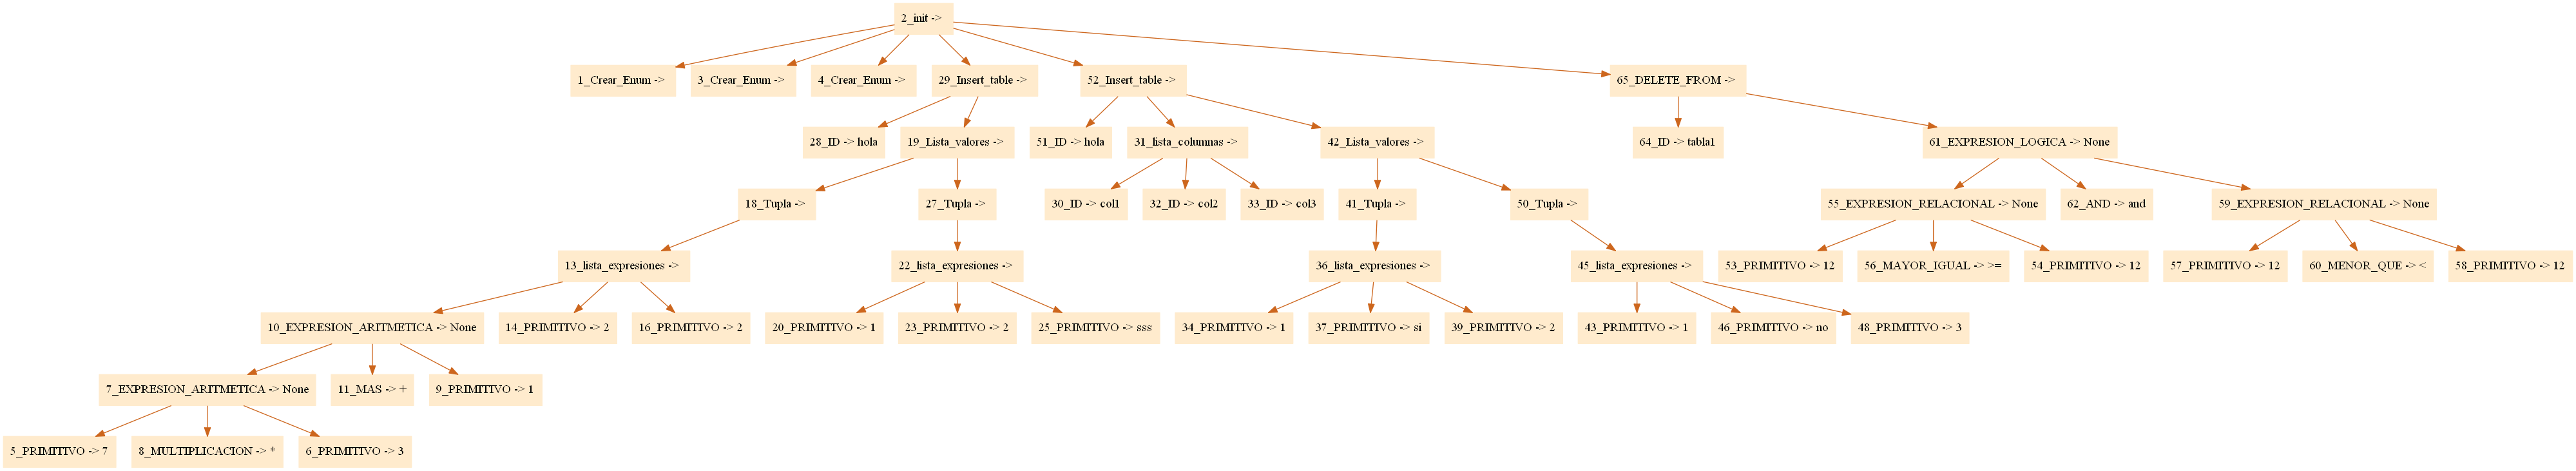 2_init ->
1_Crear_Enum ->
3_Crear_Enum ->
4_Crear_Enum ->
29_Insert_table ->
52_Insert_table ->
65_DELETE_FROM ->
28_ID -> hola
19_Lista_valores ->
51_ID -> hola
31_lista_columnas ->
42_Lista_valores ->
64_ID -> tabla1
61_EXPRESION_LOGICA -> None
18_Tupla ->
27_Tupla ->
30_ID -> col1
32_ID -> col2
33_ID -> col3
41_Tupla ->
50_Tupla ->
55_EXPRESION_RELACIONAL -> None
62_AND -> and
59_EXPRESION_RELACIONAL -> None
13_lista_expresiones ->
22_lista_expresiones ->
36_lista_expresiones ->
45_lista_expresiones ->
53_PRIMITIVO -> 12
56_MAYOR_IGUAL -> >=
54_PRIMITIVO -> 12
57_PRIMITIVO -> 12
60_MENOR_QUE -> <
58_PRIMITIVO -> 12
10_EXPRESION_ARITMETICA -> None
14_PRIMITIVO -> 2
16_PRIMITIVO -> 2
20_PRIMITIVO -> 1
23_PRIMITIVO -> 2
25_PRIMITIVO -> sss
34_PRIMITIVO -> 1
37_PRIMITIVO -> si
39_PRIMITIVO -> 2
43_PRIMITIVO -> 1
46_PRIMITIVO -> no
48_PRIMITIVO -> 3
7_EXPRESION_ARITMETICA -> None
11_MAS -> +
9_PRIMITIVO -> 1
5_PRIMITIVO -> 7
8_MULTIPLICACION -> *
6_PRIMITIVO -> 3